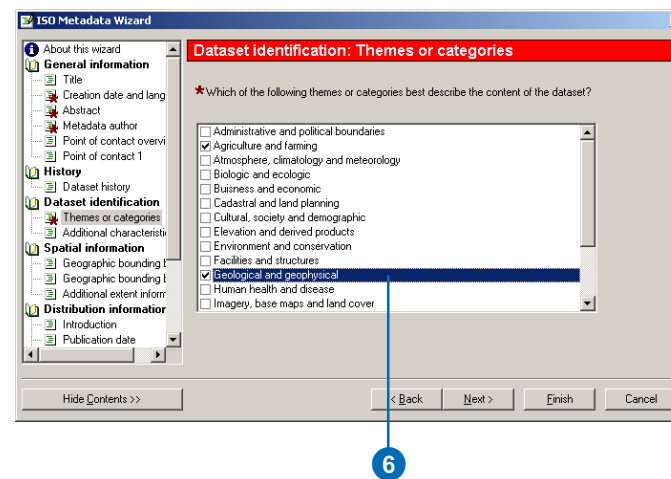 ISO Metadata Wizard
About this wizard
General information
Title
Creation date and lang
Abstract
Metadata author
Point of contact overvi
Point of contact 1
History
Dataset history
Dataset identification
Themes or categories
Additional characteristi
Spatial information
Geographic bounding b
Geographic bounding b
Additional extent inform
Distribution information
Introduction
Publication date
Dataset identification: Themes or categories
*Which of the following themes or categories best describe the content of the dataset?
Administrative and political boundaries
Agriculture and farming
Atmosphere, climatology and meteorology
Biologic and ecologic
Buisness and economic
Cadastral and land planning
Cultural, society and demographic
Elevation and derived products
Environment and conservation
Facilities and structures
Geological and geophysical
Human health and disease
Imagery, base maps and land cover
Hide Contents >>
< Back
Next >
Finish
Cancel
6